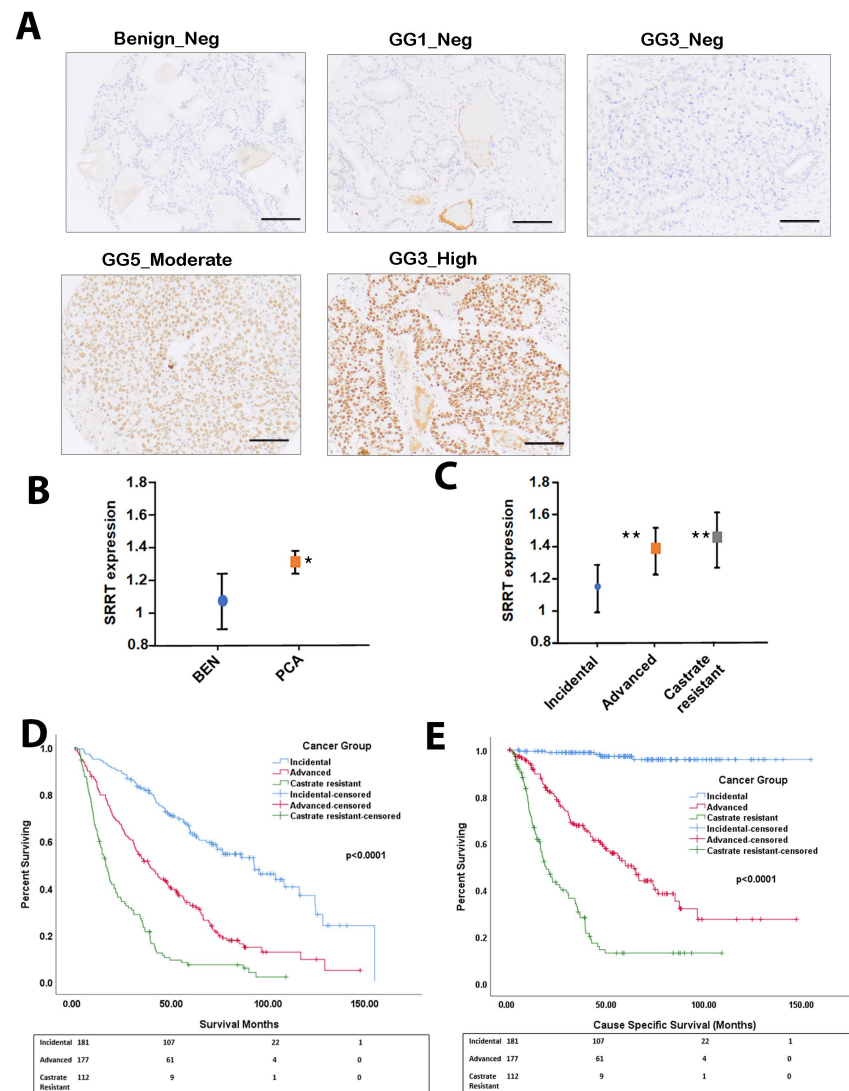 A
Benign_Neg
GG1_Neg
GG3_Neg
GG5_Moderate
GG3_High
B
SRRT expression
1.8
1.6
1.4
1.2
1
0.8
*
BEN
PCA
C
SRRT expression
1.8
1.6
1.4
1.2
1
0.8
**
**
Incidental
Advanced
Castrate
resistant
D
Percent Surviving
1.0
0.8
0.6
0.4
0.2
0.0
Cancer Group
Incidental
Advanced
Castrate resistant
Incidental-censored
Advanced-censored
Castrate resistant-censored
p<0.0001
0.00 50.00 100.00 150.00
Survival Months
Incidental 181 107 22 1
Advanced 177 61 4 0
Castrate 112 9 1 0
Resistant
E
Percent Surviving
1.0
0.8
0.6
0.4
0.2
0.0
Cancer Group
Incidental
Advanced
Castrate resistant
Incidental-censored
Advanced-censored
Castrate resistant-censored
p<0.0001
0.00 50.00 100.00 150.00
Cause Specific Survival (Months)
Incidental 181 107 22 1
Advanced 177 61 4 0
Castrate 112 9 1 0
Resistant